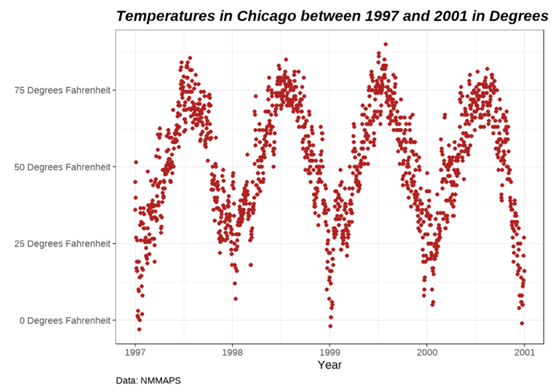 Temperatures in Chicago between 1997 and 2001 in Degrees
75 Degrees Fahrenheit
50 Degrees Fahrenheit
25 Degrees Fahrenheit
0 Degrees Fahrenheit
1997 1998 1999 2000 2001
Year
Data: NMMAPS